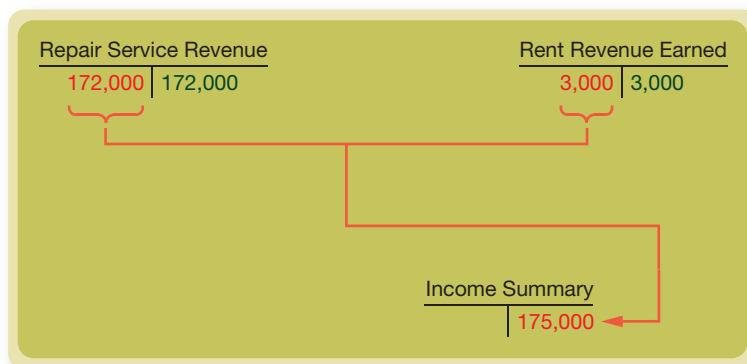 Repair Service Revenue
172,000 172,000
Rent Revenue Earned
3,000 3,000
Income Summary
175,000